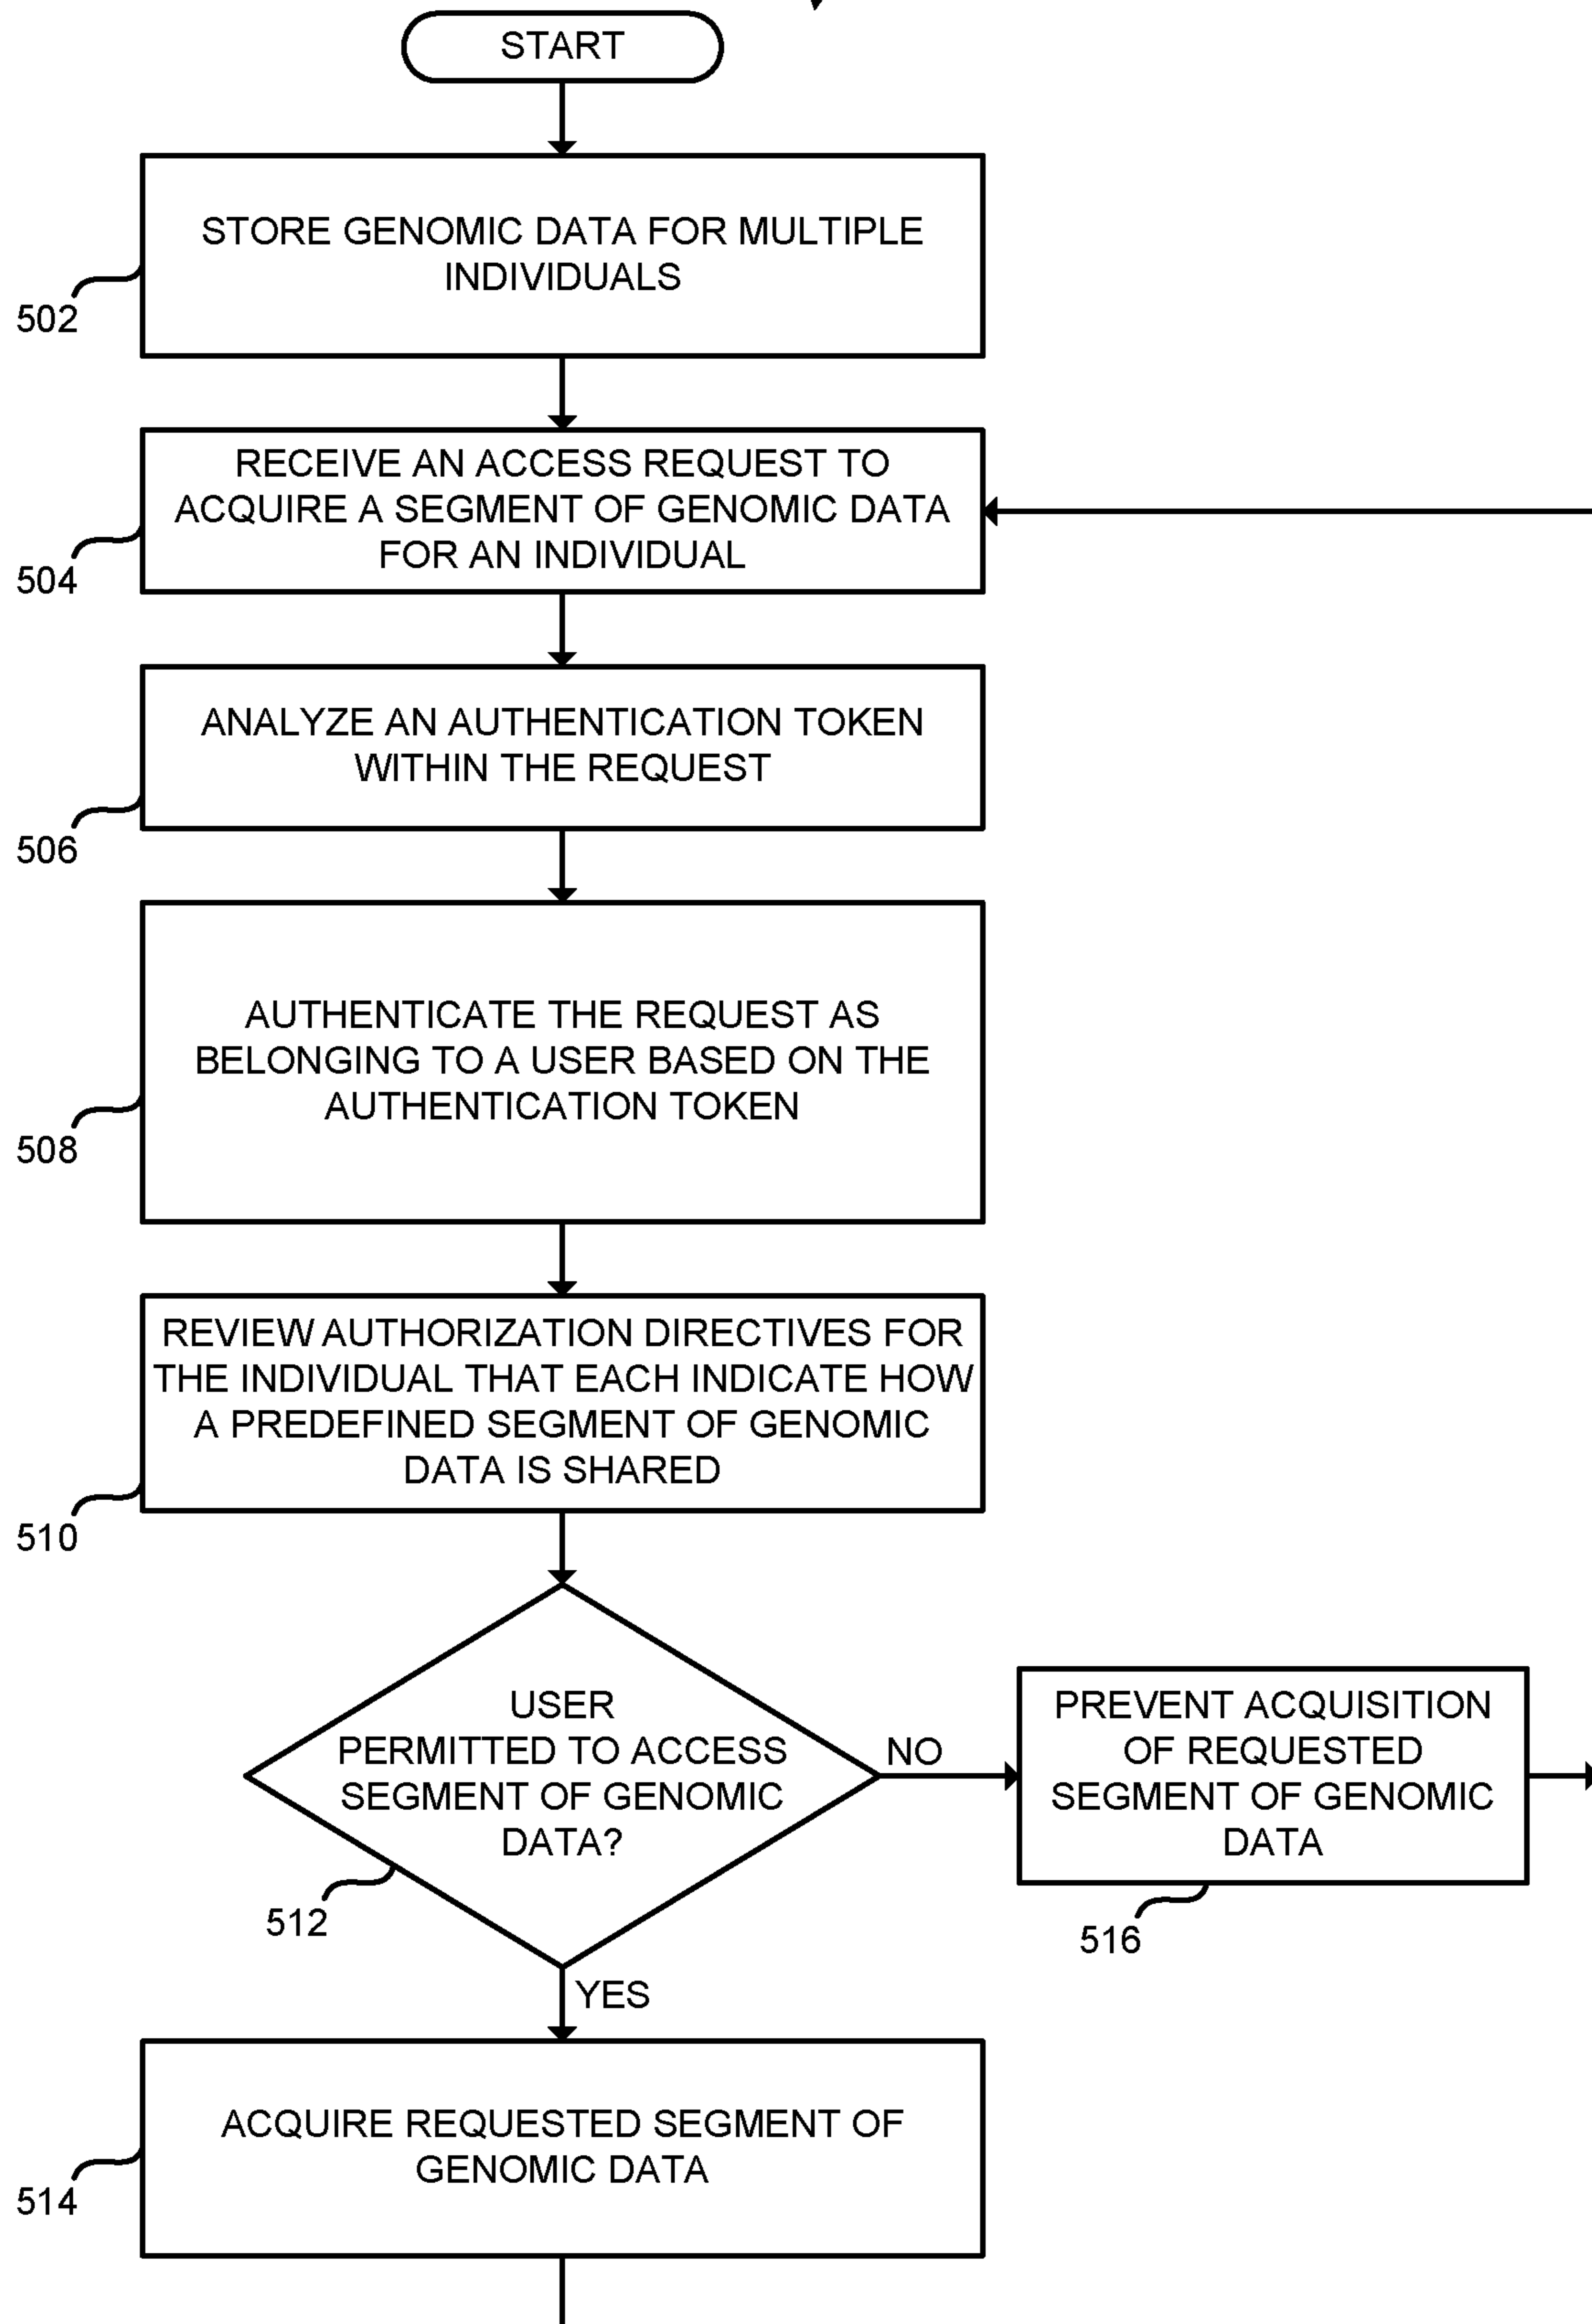 START
STORE GENOMIC DATA FOR MULTIPLE
INDIVIDUALS
502
RECEIVE AN ACCESS REQUEST TO
ACQUIRE A SEGMENT OF GENOMIC DATA
FOR AN INDIVIDUAL
504
ANALYZE AN AUTHENTICATION TOKEN
WITHIN THE REQUEST
506
AUTHENTICATE THE REQUEST AS
BELONGING TO A USER BASED ON THE
AUTHENTICATION TOKEN
508
REVIEW AUTHORIZATION DIRECTIVES FOR
THE INDIVIDUAL THAT EACH INDICATE HOW
A PREDEFINED SEGMENT OF GENOMIC
DATA IS SHARED
510
USER
PERMITTED TO ACCESS
SEGMENT OF GENOMIC
DATA?
512
NO
PREVENT ACQUISITION
OF REQUESTED
SEGMENT OF GENOMIC
DATA
516
YES
ACQUIRE REQUESTED SEGMENT OF
GENOMIC DATA
514